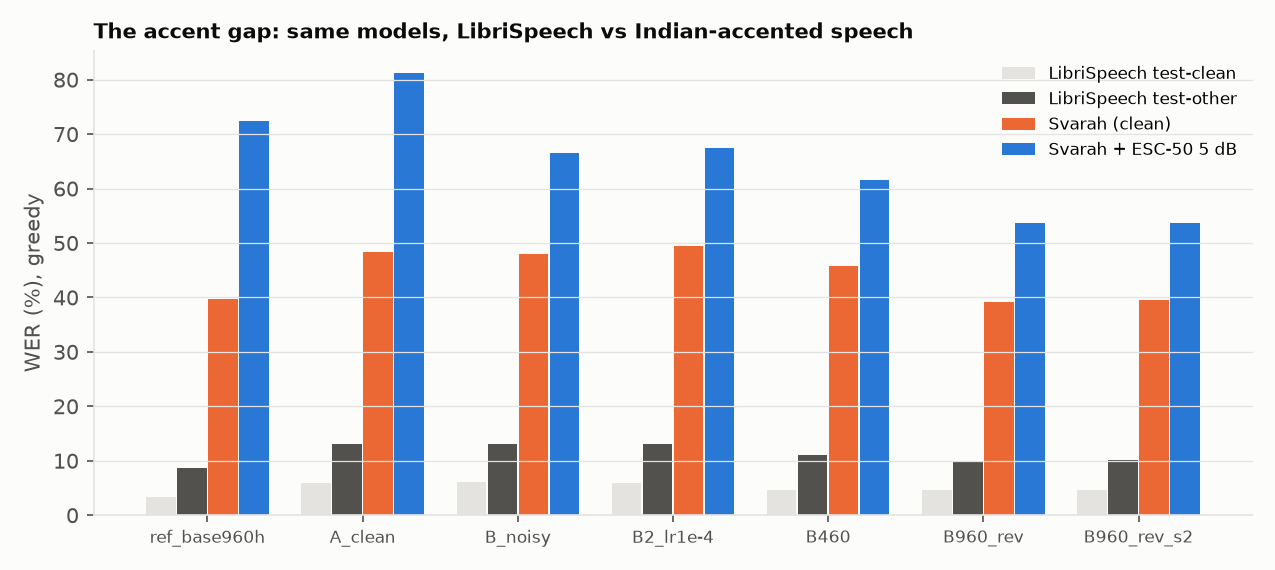 The accent gap: same models, LibriSpeech vs Indian-accented speech
LibriSpeech test-clean
LibriSpeech test-other
Svarah (clean)
Svarah + ESC-50 5 dB
WER (%), greedy
80
70
60
50
40
30
20
10
0
ref_base960h A_clean B_noisy B2_lr1e-4 B460 B960_rev B960_rev_s2